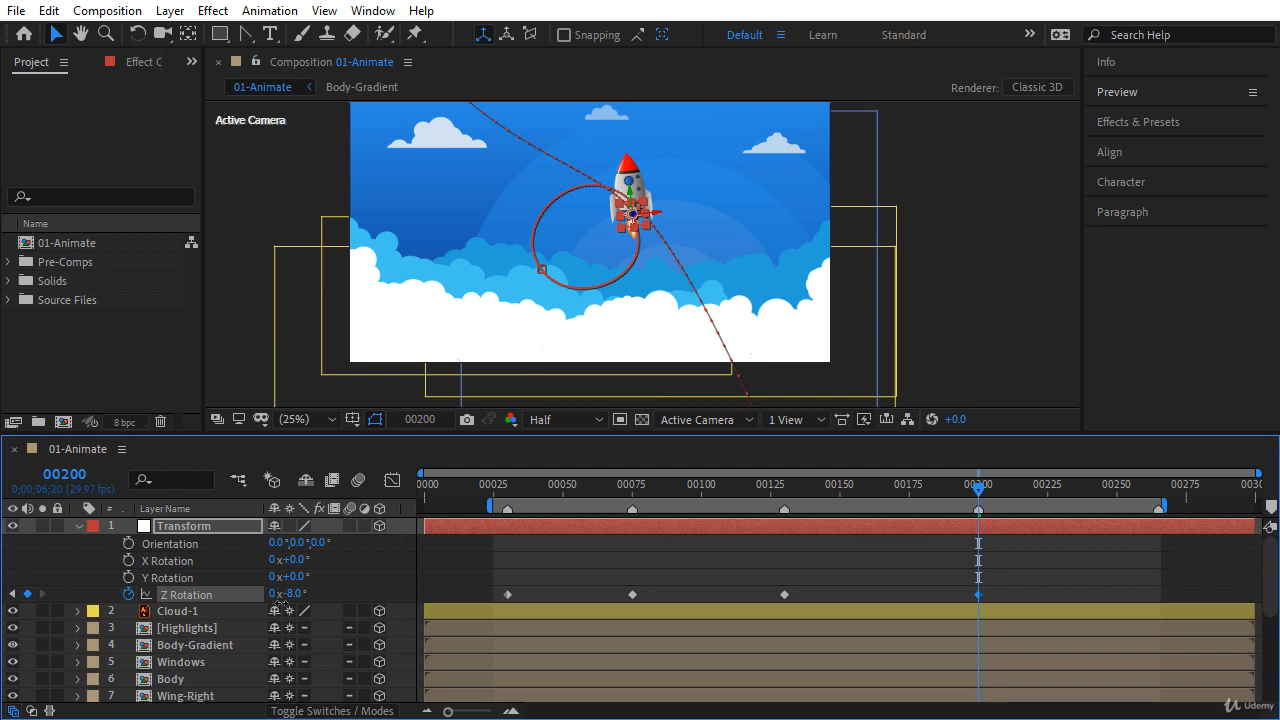 File Edit Composition Layer Effect Animation View Window Help
Snapping Default Learn Standard Search Help
Project Effect C Composition 01-Animate Info
01-Animate Body-Gradient Renderer: Classic 3D Preview
Active Camera Effects & Presets
Align
Character
Paragraph
Name
01-Animate
Pre-Comps
Solids
Source Files
8 bpc (25%) 00200 Half Active Camera 1 View +0.0
01-Animate
00200
0;00;06;20 (29.97 fps)
0000 00025 00050 00075 00100 00125 00150 00175 00200 00225 00250 00275 0030
# Layer Name
1 Transform
Orientation 0.0°,0.0°,0.0°
X Rotation 0x+0.0°
Y Rotation 0x+0.0°
Z Rotation 0x-8.0°
2 Cloud-1
3 [Highlights]
4 Body-Gradient
5 Windows
6 Body
7 Wing-Right
Toggle Switches / Modes
Udemy